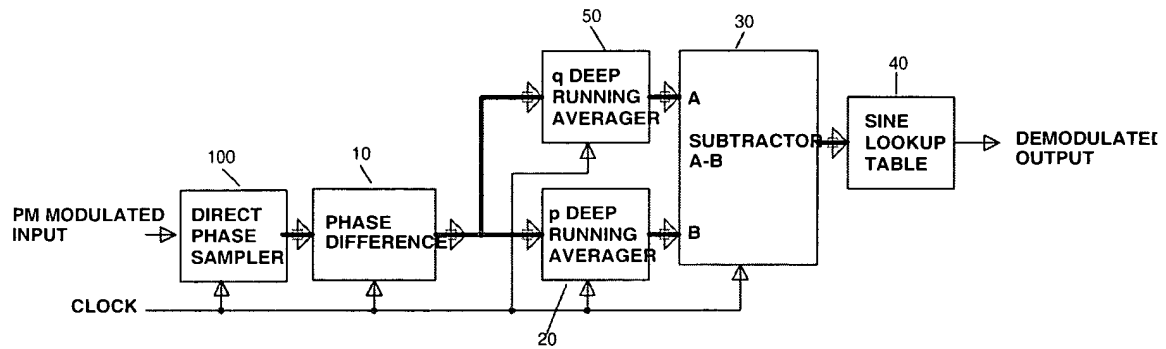 50
30
40
q DEEP
RUNNING
AVERAGER
A
SUBTRACTOR
A-B
SINE
LOOKUP
TABLE
DEMODULATED
OUTPUT
100
10
PM MODULATED
INPUT
DIRECT
PHASE
SAMPLER
PHASE
DIFFERENCE
p DEEP
RUNNING
AVERAGER
B
CLOCK
20